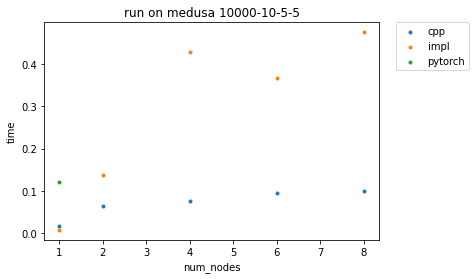 run on medusa 10000-10-5-5
cpp
impl
pytorch
0.4
0.3
0.2
0.1
0.0
time
1 2 3 4 5 6 7 8
num_nodes